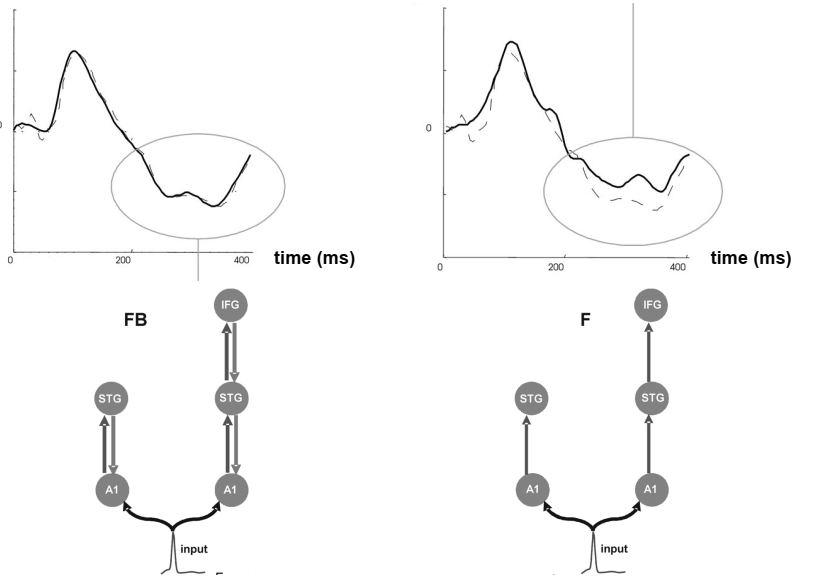 0
0
0 200 400 time (ms)
0 200 400 time (ms)
IFG
IFG
FB
F
STG STG
STG STG
A1 A1
A1 A1
input
input